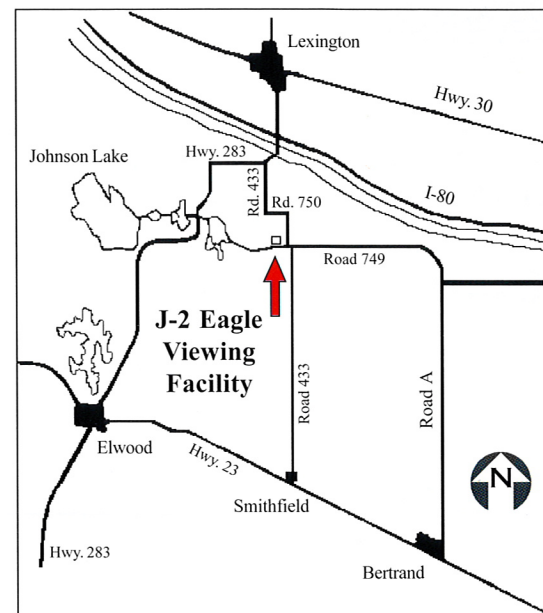 Lexington
Hwy. 30
Hwy. 283
Johnson Lake
Rd. 433
Rd. 750
I-80
Road 749
J-2 Eagle
Viewing
Facility
Road 433
Road A
Elwood
Hwy. 23
N
Smithfield
Hwy. 283
Bertrand